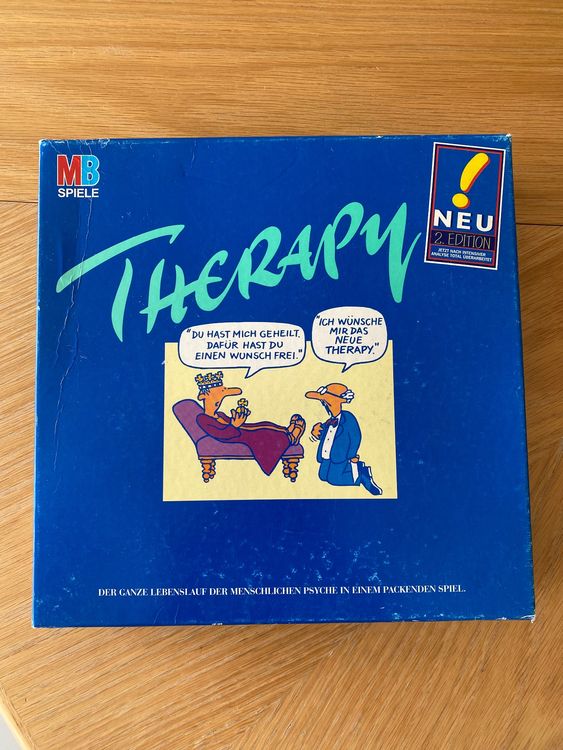 MB
SPIELE
!
NEU
2. EDITION
JETZT NACH INTENSIVER
ANALYSE TOTAL ÜBERARBEITET
THERAPY
"DU HAST MICH GEHEILT.
DAFÜR HAST DU
EINEN WUNSCH FREI."
"ICH WÜNSCHE
MIR DAS
NEUE
THERAPY."
DER GANZE LEBENSLAUF DER MENSCHLICHEN PSYCHE IN EINEM PACKENDEN SPIEL.